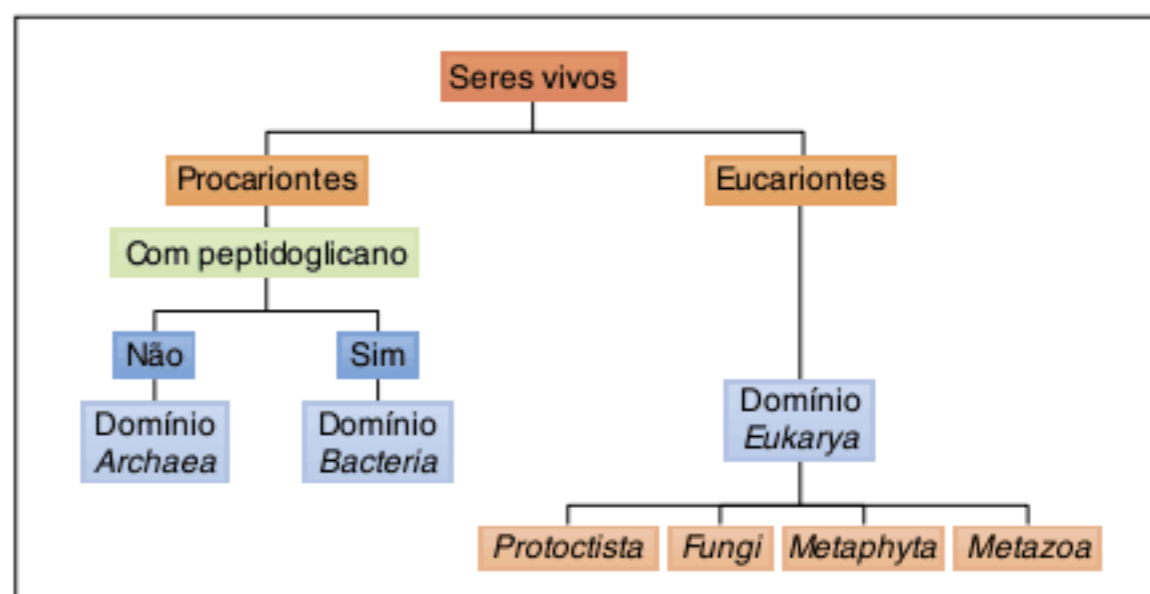 Seres vivos
Procariontes
Eucariontes
Com peptidoglicano
Não
Sim
Domínio
Archaea
Domínio
Bacteria
Domínio
Eukarya
Protoctista
Fungi
Metaphyta
Metazoa